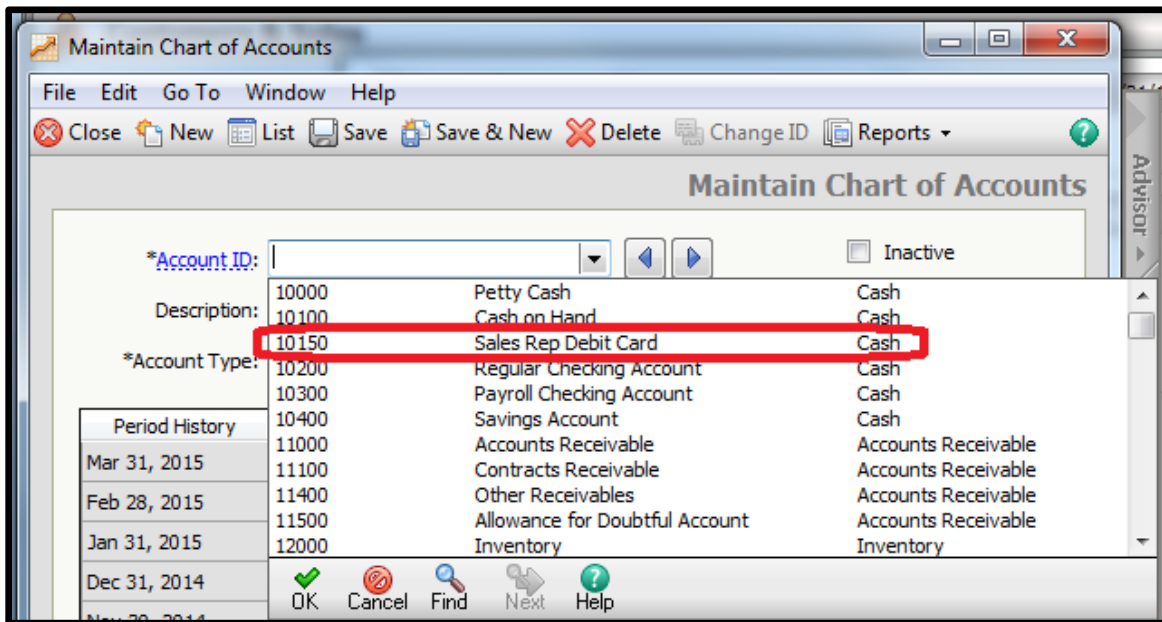 Maintain Chart of Accounts
File Edit Go To Window Help
Close New List Save Save & New Delete Change ID Reports
Maintain Chart of Accounts
Advisor
*Account ID: Inactive
Description:
*Account Type:
10000 Petty Cash Cash
10100 Cash on Hand Cash
10150 Sales Rep Debit Card Cash
10200 Regular Checking Account Cash
10300 Payroll Checking Account Cash
10400 Savings Account Cash
11000 Accounts Receivable Accounts Receivable
11100 Contracts Receivable Accounts Receivable
11400 Other Receivables Accounts Receivable
11500 Allowance for Doubtful Account Accounts Receivable
12000 Inventory Inventory
Period History
Mar 31, 2015
Feb 28, 2015
Jan 31, 2015
Dec 31, 2014
OK Cancel Find Next Help